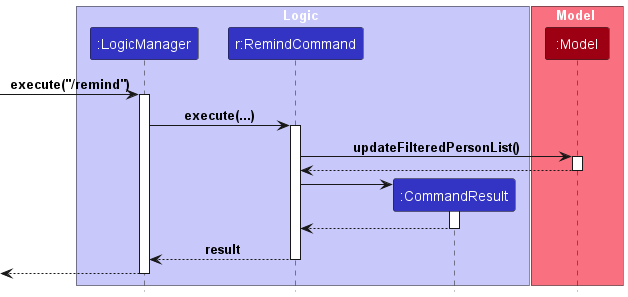 Logic
Model
:LogicManager
r:RemindCommand
:Model
execute("/remind")
execute(...)
updateFilteredPersonList()
:CommandResult
result